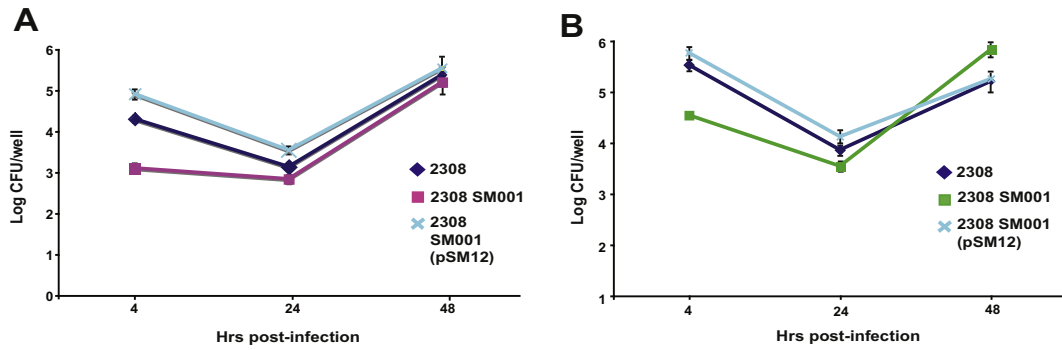 A
Log CFU/well
6
5
4
3
2
1
0
4
24
48
Hrs post-infection
2308
2308 SM001
2308
SM001
(pSM12)
B
Log CFU/well
6
5
4
3
2
1
4
24
48
Hrs post-infection
2308
2308 SM001
2308 SM001
(pSM12)